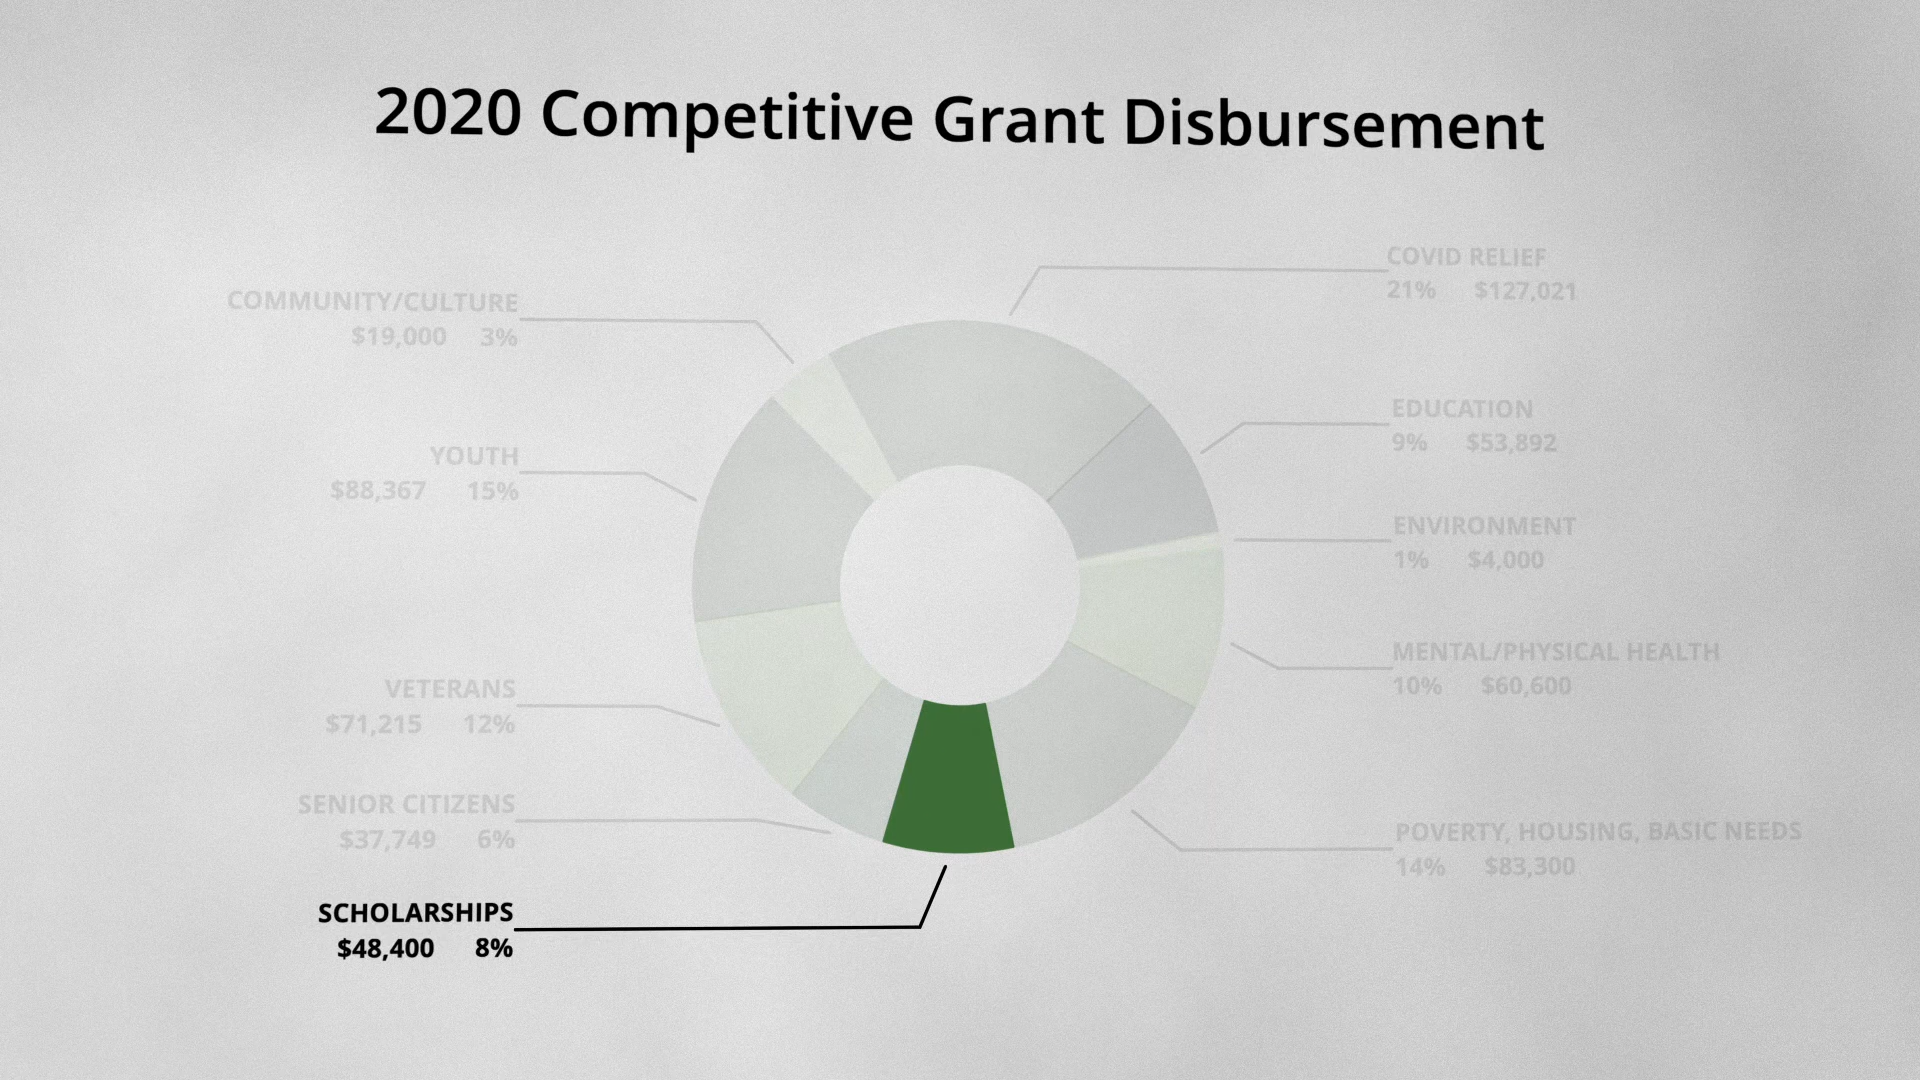 2020 Competitive Grant Disbursement
COVID RELIEF
21% $127,021
EDUCATION
9% $53,892
ENVIRONMENT
1% $4,000
MENTAL/PHYSICAL HEALTH
10% $60,600
POVERTY, HOUSING, BASIC NEEDS
14% $83,300
SCHOLARSHIPS
$48,400 8%
SENIOR CITIZENS
$37,749 6%
VETERANS
$71,215 12%
YOUTH
$88,367 15%
COMMUNITY/CULTURE
$19,000 3%